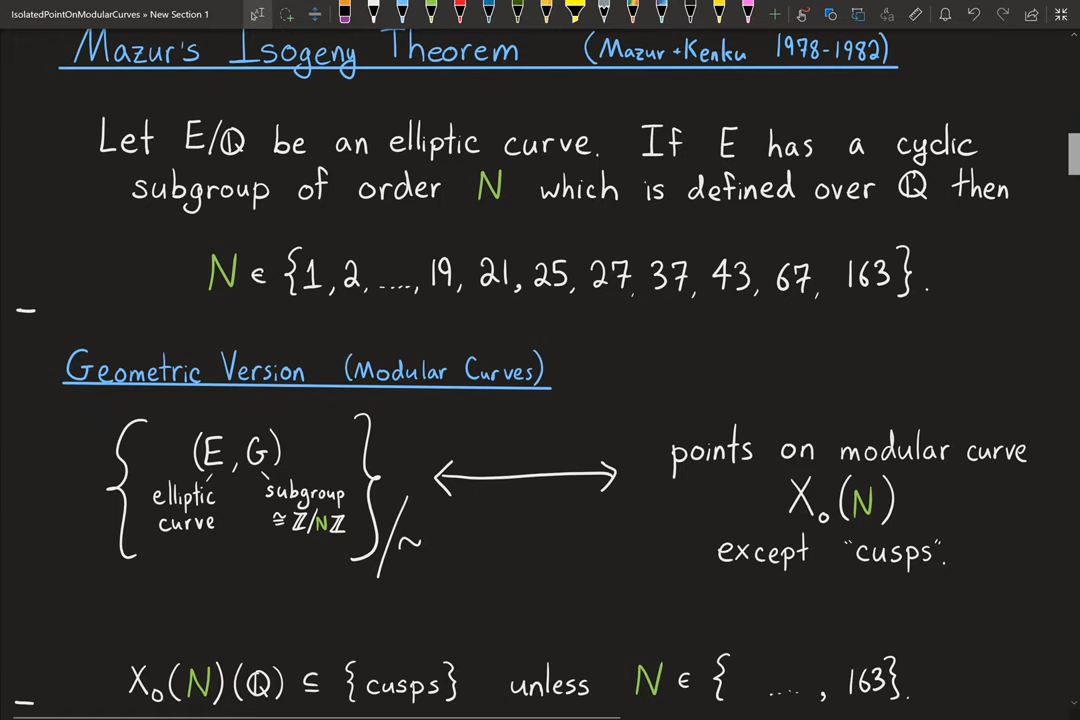 IsolatedPointOnModularCurves » New Section 1
Mazur's Isogeny Theorem (Mazur + Kenku 1978-1982)
Let E/ℚ be an elliptic curve. If E has a cyclic
subgroup of order N which is defined over ℚ then
N ∈ {1, 2, ...., 19, 21, 25, 27, 37, 43, 67, 163}.
Geometric Version (Modular Curves)
{ (E, G) elliptic curve subgroup ≅ ℤ/Nℤ }/~ ⟷ points on modular curve
X₀(N)
except "cusps".
X₀(N)(ℚ) ⊆ {cusps} unless N ∈ { ...., 163}.